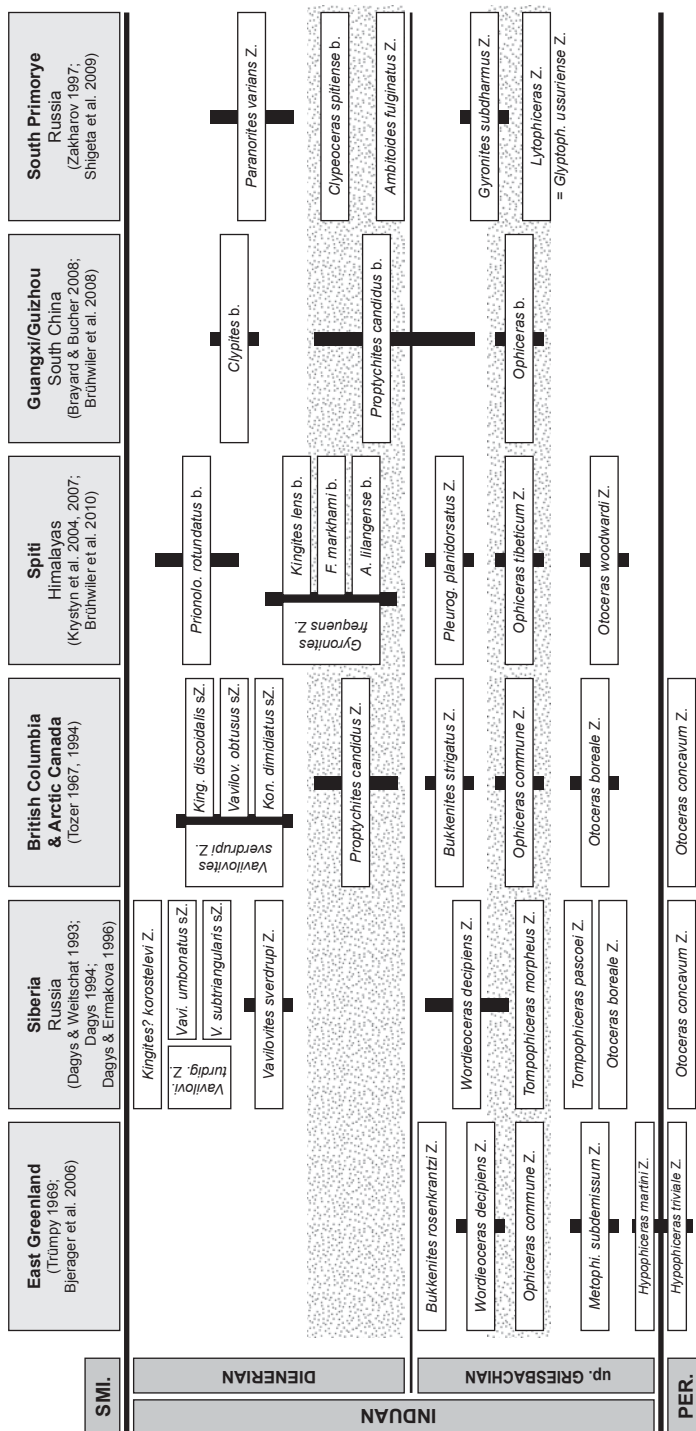 SMI.
INDUAN
DIENERIAN
up. GRIESBACHIAN
PER.
East Greenland
(Trümpy 1969;
Bjerager et al. 2006)
Bukkenites rosenkrantzi Z.
Wordieoceras decipiens Z.
Ophiceras commune Z.
Metophi. subdemissum Z.
Hypophiceras martini Z.
Hypophiceras triviale Z.
Siberia
Russia
(Dagys & Weitschat 1993;
Dagys 1994;
Dagys & Ermakova 1996)
Kingites? korostelevi Z.
Vavilovi.
turdig. Z.
Vavi. umbonatus sZ.
V. subtriangularis sZ.
Vavilovites sverdrupi Z.
Wordieoceras decipiens Z.
Tompophiceras morpheus Z.
Tompophiceras pascoei Z.
Otoceras boreale Z.
Otoceras concavum Z.
British Columbia
& Arctic Canada
(Tozer 1967, 1994)
Vavilovites
sverdrupi Z.
King. discoidalis sZ.
Vavilov. obtusus sZ.
Kon. dimidiatus sZ.
Proptychites candidus Z.
Bukkenites strigatus Z.
Ophiceras commune Z.
Otoceras boreale Z.
Otoceras concavum Z.
Spiti
Himalayas
(Krystyn et al. 2004, 2007;
Brühwiler et al. 2010)
Prionolo. rotundatus b.
Gyronites
frequens Z.
Kingites lens b.
F. markhami b.
A. lilangense b.
Pleurog. planidorsatus Z.
Ophiceras tibeticum Z.
Otoceras woodwardi Z.
Guangxi/Guizhou
South China
(Brayard & Bucher 2008;
Brühwiler et al. 2008)
Clypites b.
Proptychites candidus b.
Ophiceras b.
South Primorye
Russia
(Zakharov 1997;
Shigeta et al. 2009)
Paranorites varians Z.
Clypeoceras spitiense b.
Ambitoides fulginatus Z.
Gyronites subdharmus Z.
Lytophiceras Z.
= Glyptoph. ussuriense Z.